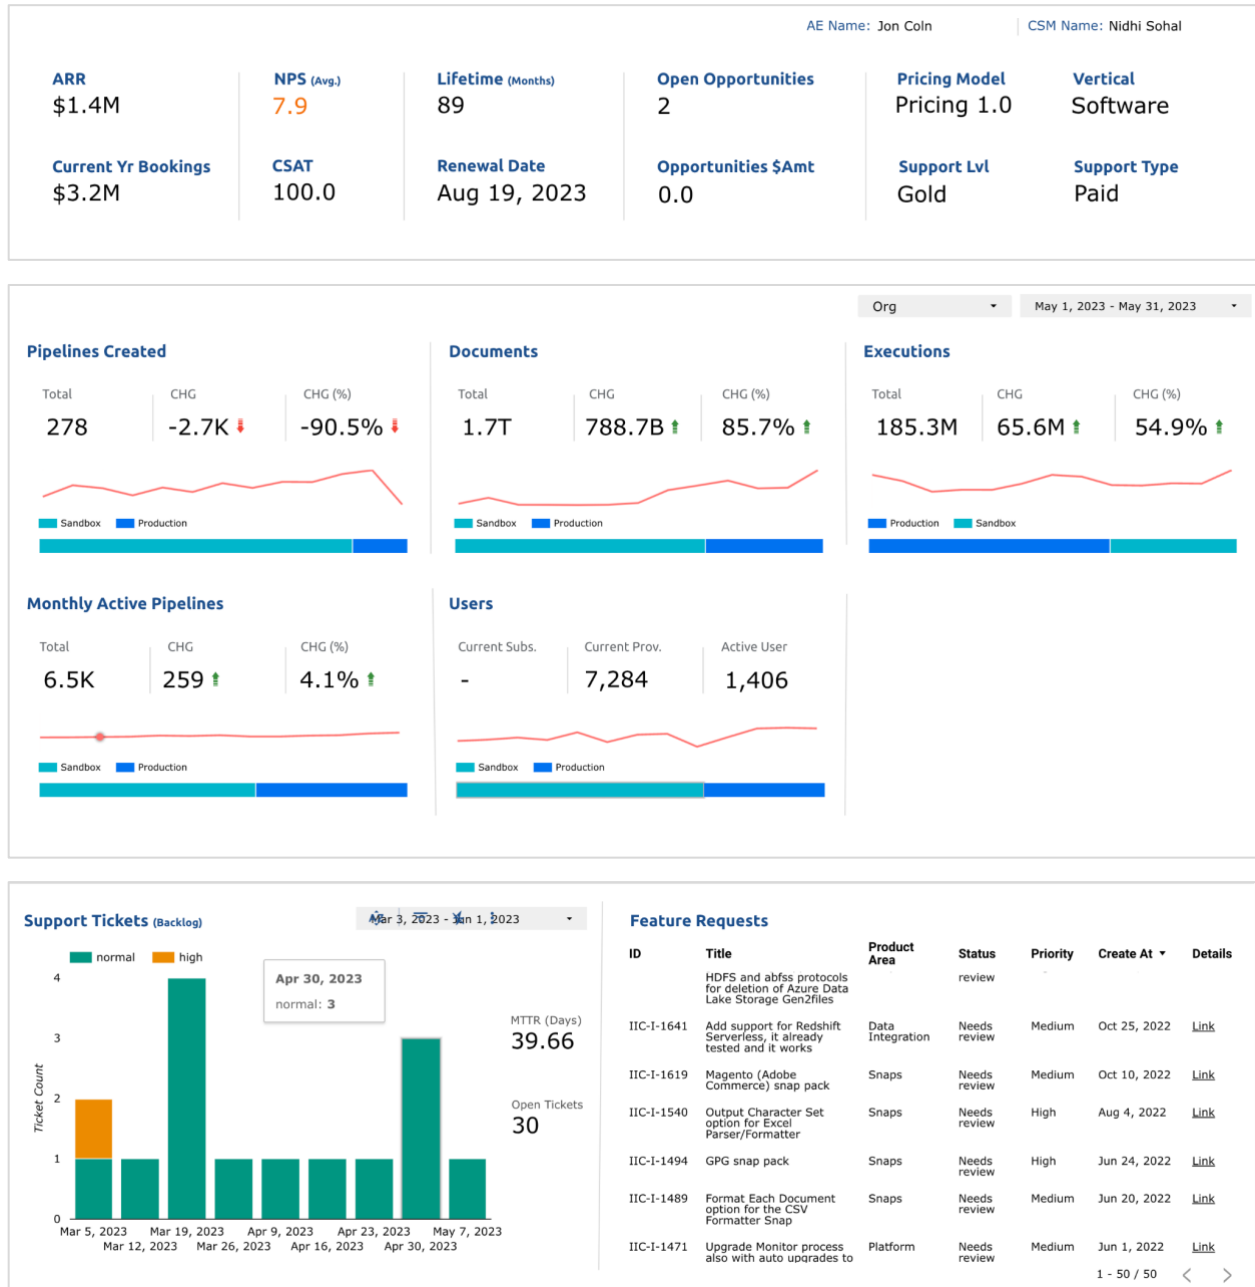 AE Name: Jon Coln CSM Name: Nidhi Sohal
ARR NPS (Avg.) Lifetime (Months) Open Opportunities Pricing Model Vertical
$1.4M 7.9 89 2 Pricing 1.0 Software
Current Yr Bookings CSAT Renewal Date Opportunities $Amt Support Lvl Support Type
$3.2M 100.0 Aug 19, 2023 0.0 Gold Paid
Org May 1, 2023 - May 31, 2023
Pipelines Created
Total CHG CHG (%)
278 -2.7K -90.5%
Sandbox Production
Documents
Total CHG CHG (%)
1.7T 788.7B 85.7%
Sandbox Production
Executions
Total CHG CHG (%)
185.3M 65.6M 54.9%
Production Sandbox
Monthly Active Pipelines
Total CHG CHG (%)
6.5K 259 4.1%
Sandbox Production
Users
Current Subs. Current Prov. Active User
- 7,284 1,406
Sandbox Production
Support Tickets (Backlog)
Mar 3, 2023 - Jun 1, 2023
normal high
4
3
2
1
0
Ticket Count
Apr 30, 2023
normal: 3
MTTR (Days)
39.66
Open Tickets
30
Mar 5, 2023 Mar 19, 2023 Apr 9, 2023 Apr 23, 2023 May 7, 2023
Mar 12, 2023 Mar 26, 2023 Apr 16, 2023 Apr 30, 2023
Feature Requests
ID Title Product Area Status Priority Create At Details
HDFS and abfss protocols review
for deletion of Azure Data
Lake Storage Gen2files
IIC-I-1641 Add support for Redshift Data Needs Medium Oct 25, 2022 Link
Serverless, it already Integration review
tested and it works
IIC-I-1619 Magento (Adobe Snaps Needs Medium Oct 10, 2022 Link
Commerce) snap pack review
IIC-I-1540 Output Character Set Snaps Needs High Aug 4, 2022 Link
option for Excel review
Parser/Formatter
IIC-I-1494 GPG snap pack Snaps Needs High Jun 24, 2022 Link
review
IIC-I-1489 Format Each Document Snaps Needs Medium Jun 20, 2022 Link
option for the CSV review
Formatter Snap
IIC-I-1471 Upgrade Monitor process Platform Needs Medium Jun 1, 2022 Link
also with auto upgrades to review
1 - 50 / 50